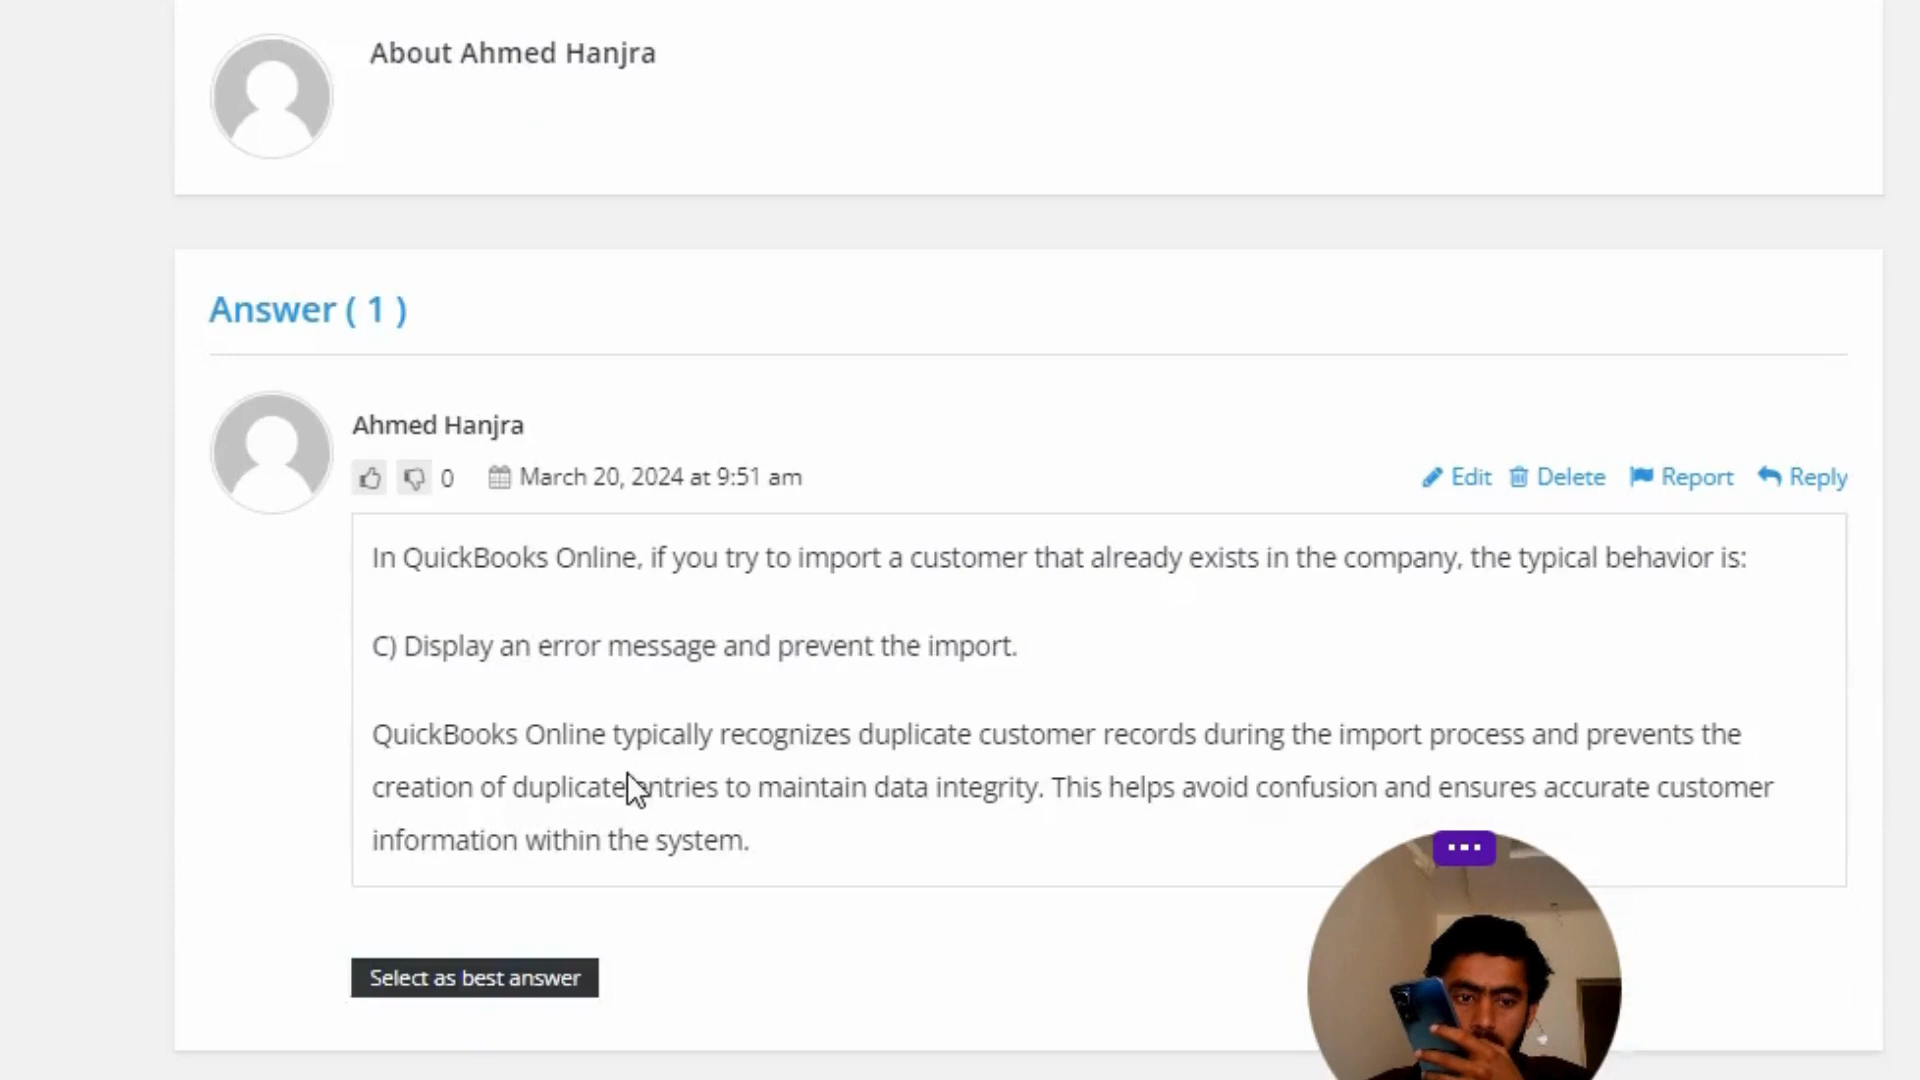 About Ahmed Hanjra
Answer ( 1 )
Ahmed Hanjra
0 March 20, 2024 at 9:51 am Edit Delete Report Reply
In QuickBooks Online, if you try to import a customer that already exists in the company, the typical behavior is:
C) Display an error message and prevent the import.
QuickBooks Online typically recognizes duplicate customer records during the import process and prevents the
creation of duplicate entries to maintain data integrity. This helps avoid confusion and ensures accurate customer
information within the system.
Select as best answer